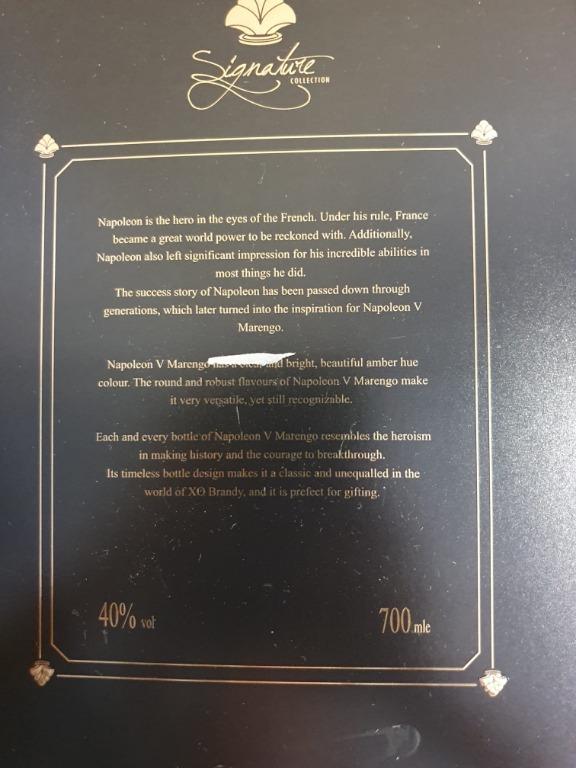 Signature
COLLECTION
Napoleon is the hero in the eyes of the French. Under his rule, France
became a great world power to be reckoned with. Additionally,
Napoleon also left significant impression for his incredible abilities in
most things he did.
The success story of Napoleon has been passed down through
generations, which later turned into the inspiration for Napoleon V
Marengo.
Napoleon V Marengo has a clear and bright, beautiful amber hue
colour. The round and robust flavours of Napoleon V Marengo make
it very versatile, yet still recognizable.
Each and every bottle of Napoleon V Marengo resembles the heroism
in making history and the courage to breakthrough.
Its timeless bottle design makes it a classic and unequalled in the
world of XO Brandy, and it is prefect for gifting.
40% vol
700 mle